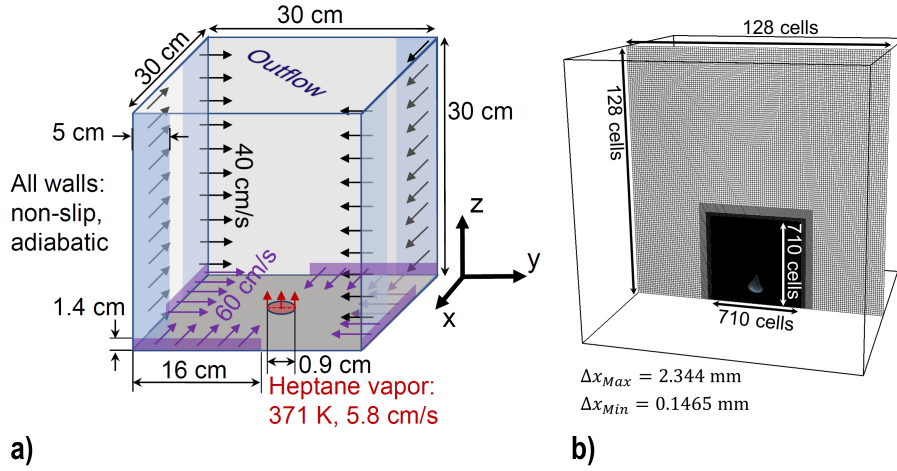 30 cm
30 cm
Outflow
30 cm
5 cm
All walls:
non-slip,
adiabatic
40 cm/s
60 cm/s
z
y
x
1.4 cm
16 cm
0.9 cm
Heptane vapor:
371 K, 5.8 cm/s
a)
128 cells
128 cells
710 cells
710 cells
Δx_Max = 2.344 mm
Δx_Min = 0.1465 mm
b)